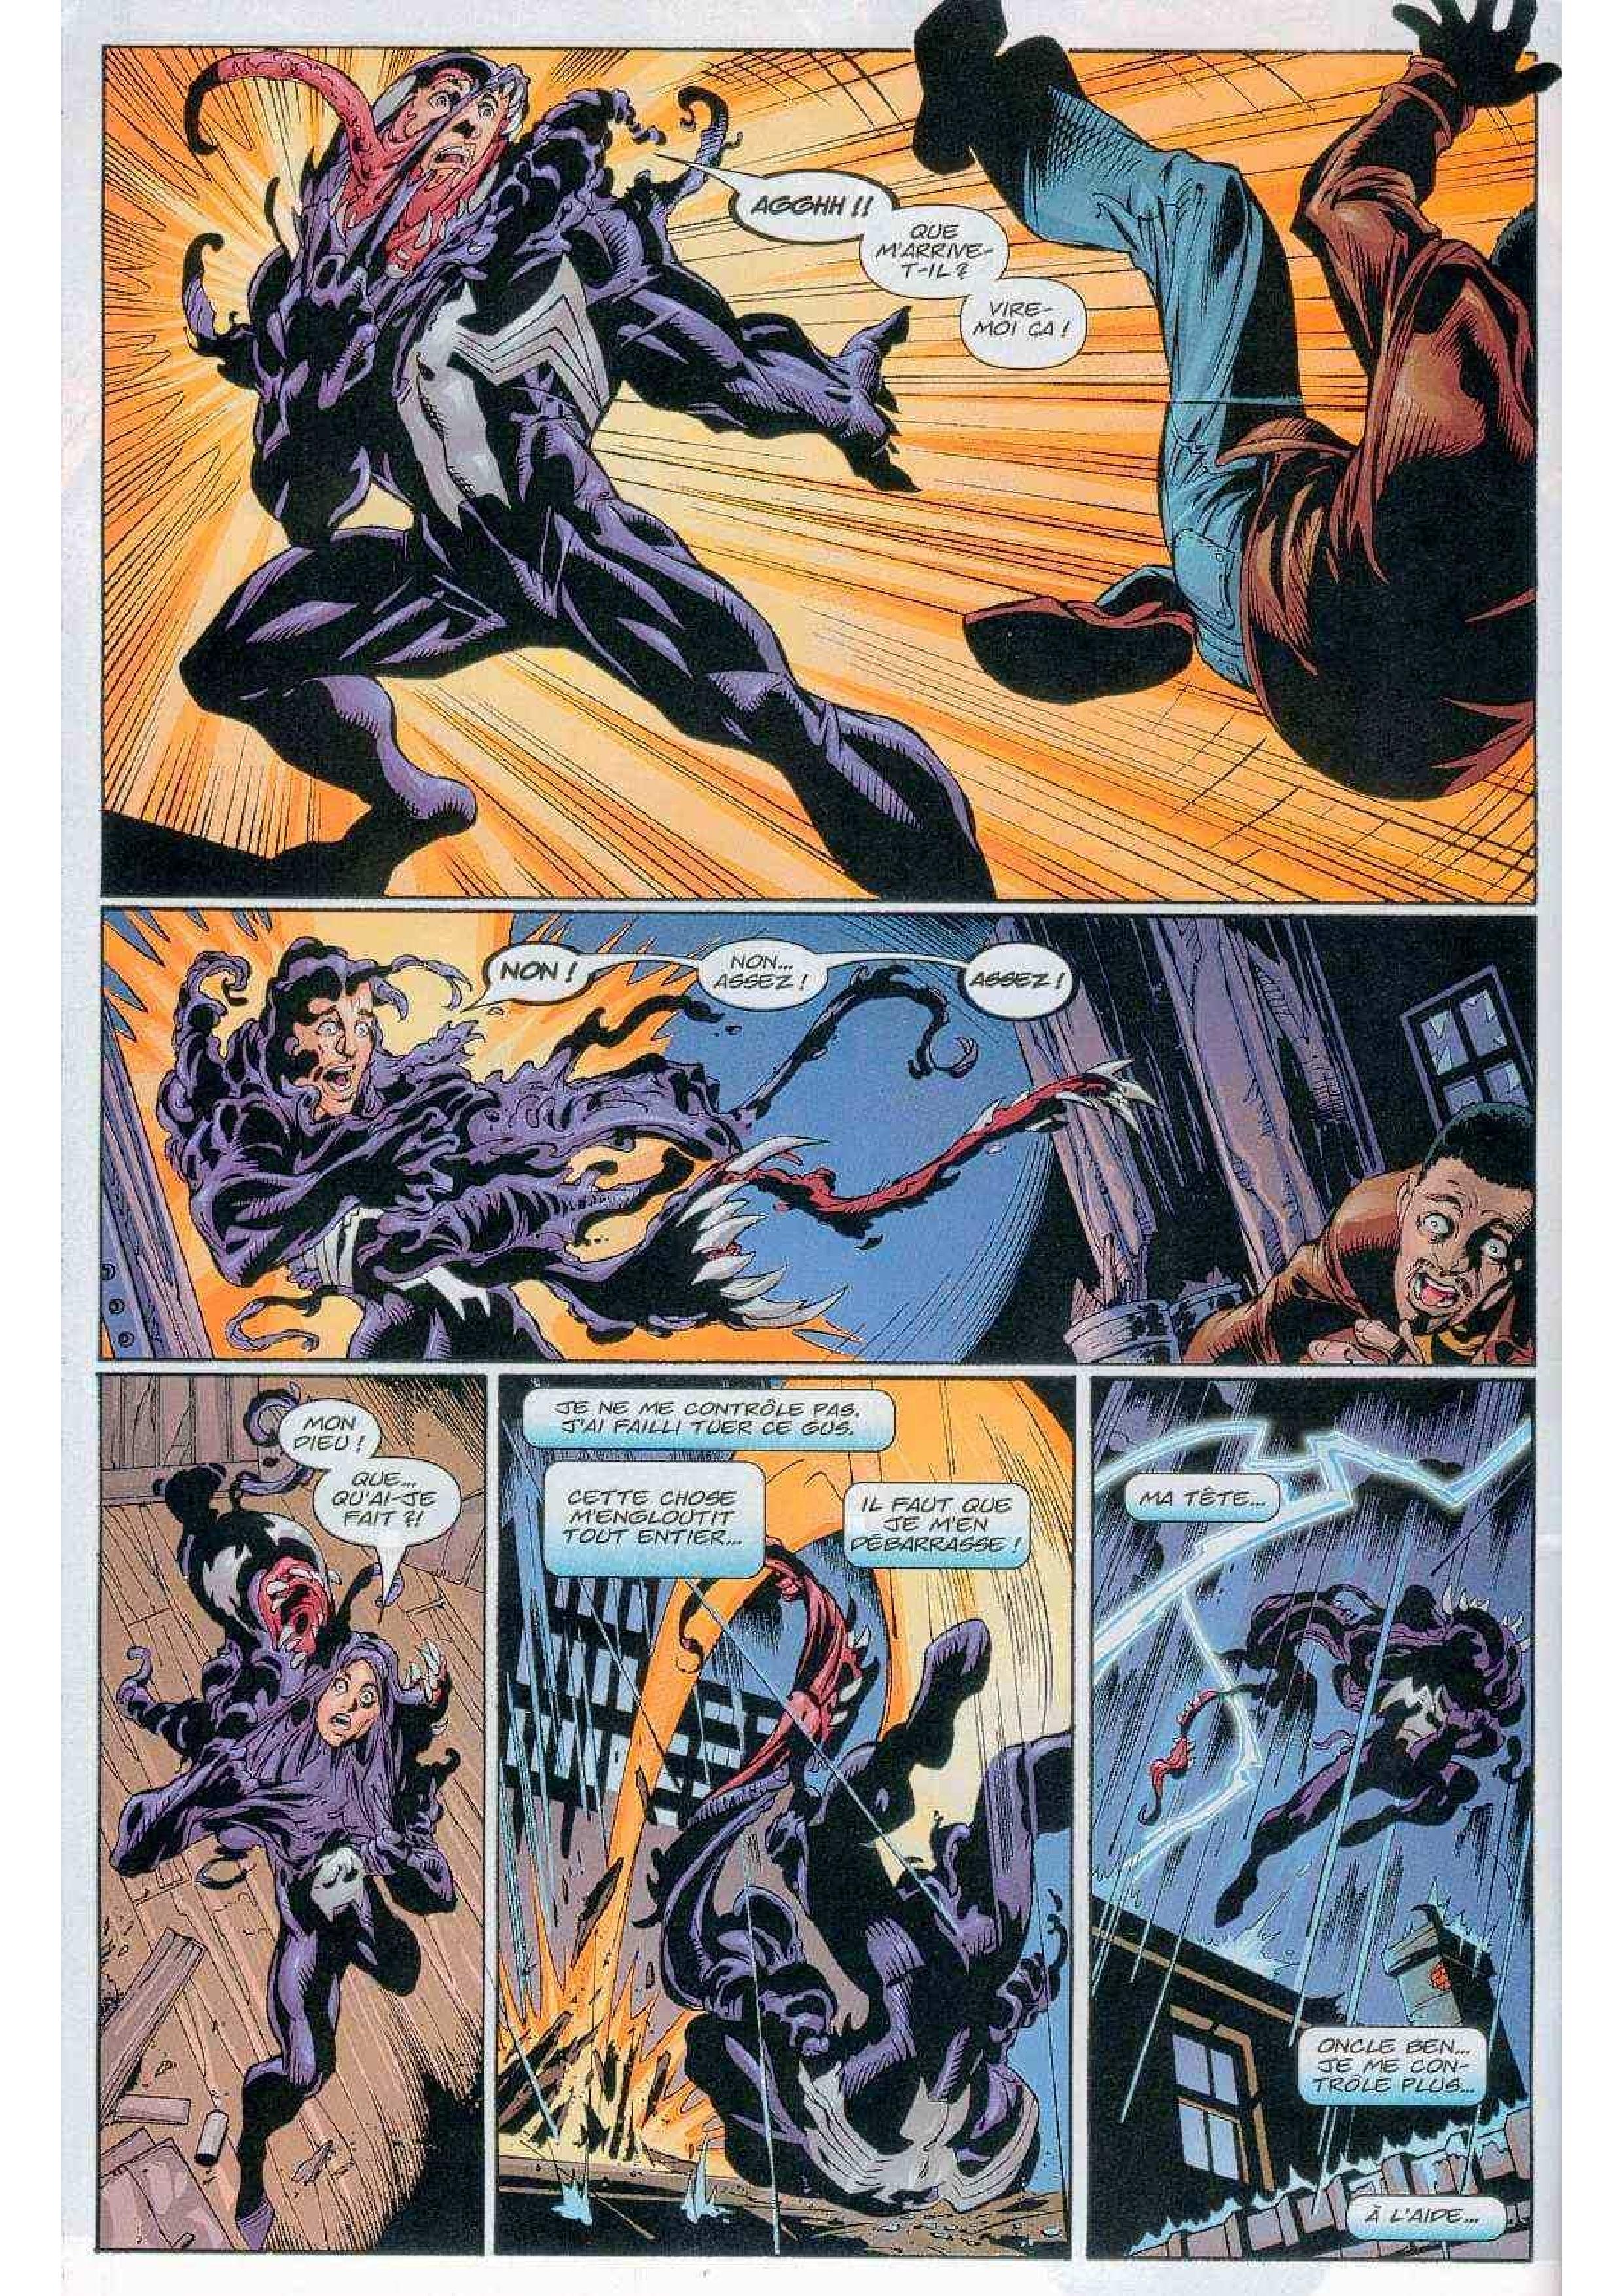 AGGHH !!
QUE
M'ARRIVE-
T-IL ?
VIRE-
MOI ÇA !
NON !
NON...
ASSEZ !
ASSEZ !
MON
DIEU !
QUE...
QU'AI-JE
FAIT ?!
JE NE ME CONTRÔLE PAS.
J'AI FAILLI TUER CE GUS.
CETTE CHOSE
M'ENGLOUTIT
TOUT ENTIER...
IL FAUT QUE
JE M'EN
DÉBARRASSE !
MA TÊTE...
ONCLE BEN...
JE ME CON-
TRÔLE PLUS...
À L'AIDE...